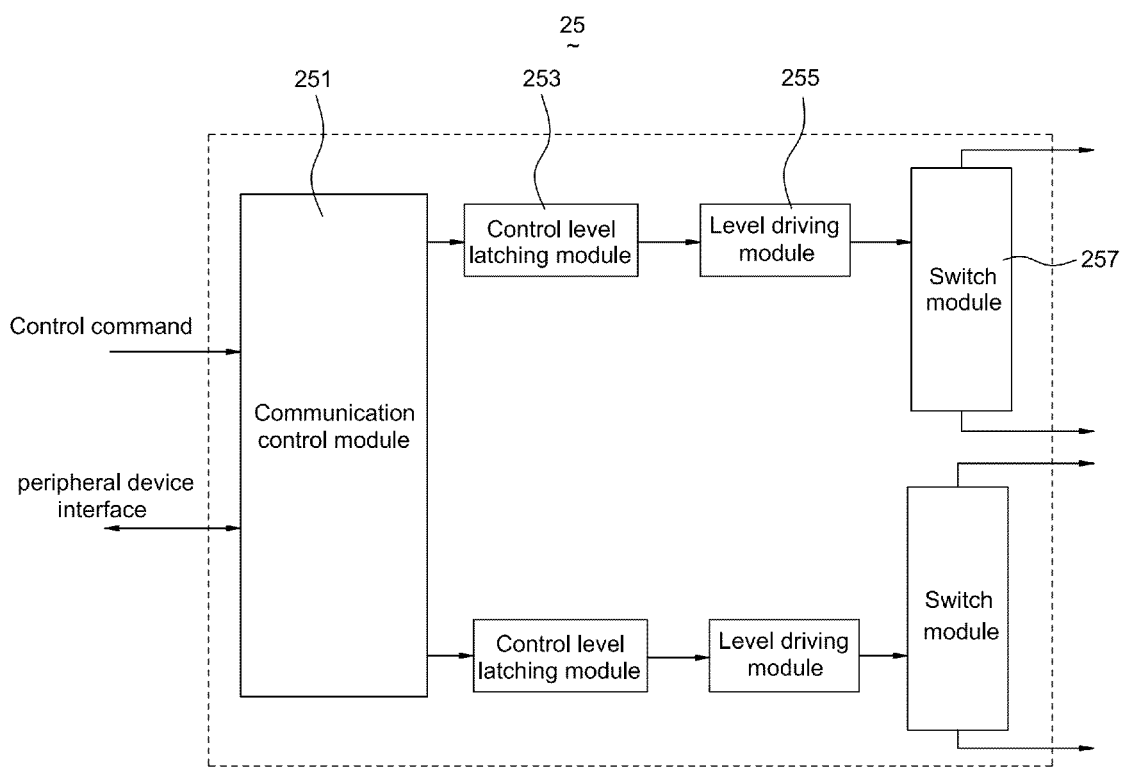 25
~
251
253
255
Control level
latching module
Level driving
module
Switch
module
257
Control command
Communication
control module
peripheral device
interface
Control level
latching module
Level driving
module
Switch
module